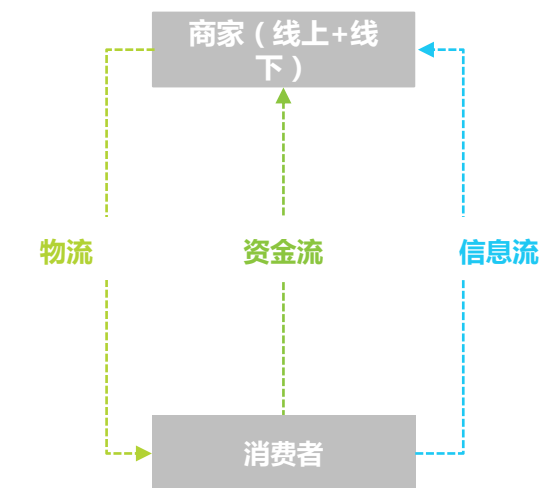 商家（线上+线
下）
物流
资金流
信息流
消费者